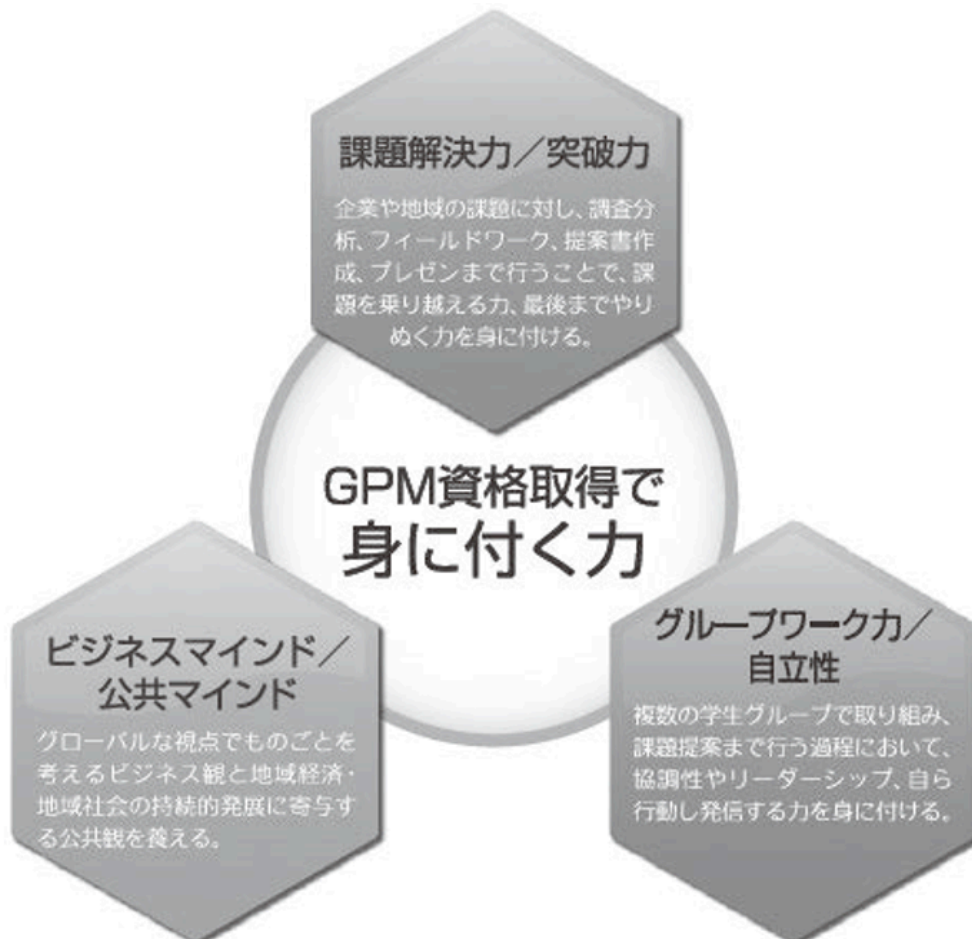 課題解決力／突破力
企業や地域の課題に対し、調査分
析、フィールドワーク、提案書作
成、プレゼンまで行うことで、課
題を乗り越える力、最後までやり
ぬく力を身に付ける。
GPM資格取得で
身に付く力
ビジネスマインド／
公共マインド
グローバルな視点でものごとを
考えるビジネス観と地域経済・
地域社会の持続的発展に寄与す
る公共観を養える。
グループワーク力／
自立性
複数の学生グループで取り組み、
課題提案まで行う過程において、
協調性やリーダーシップ、自ら
行動し発信する力を身に付ける。